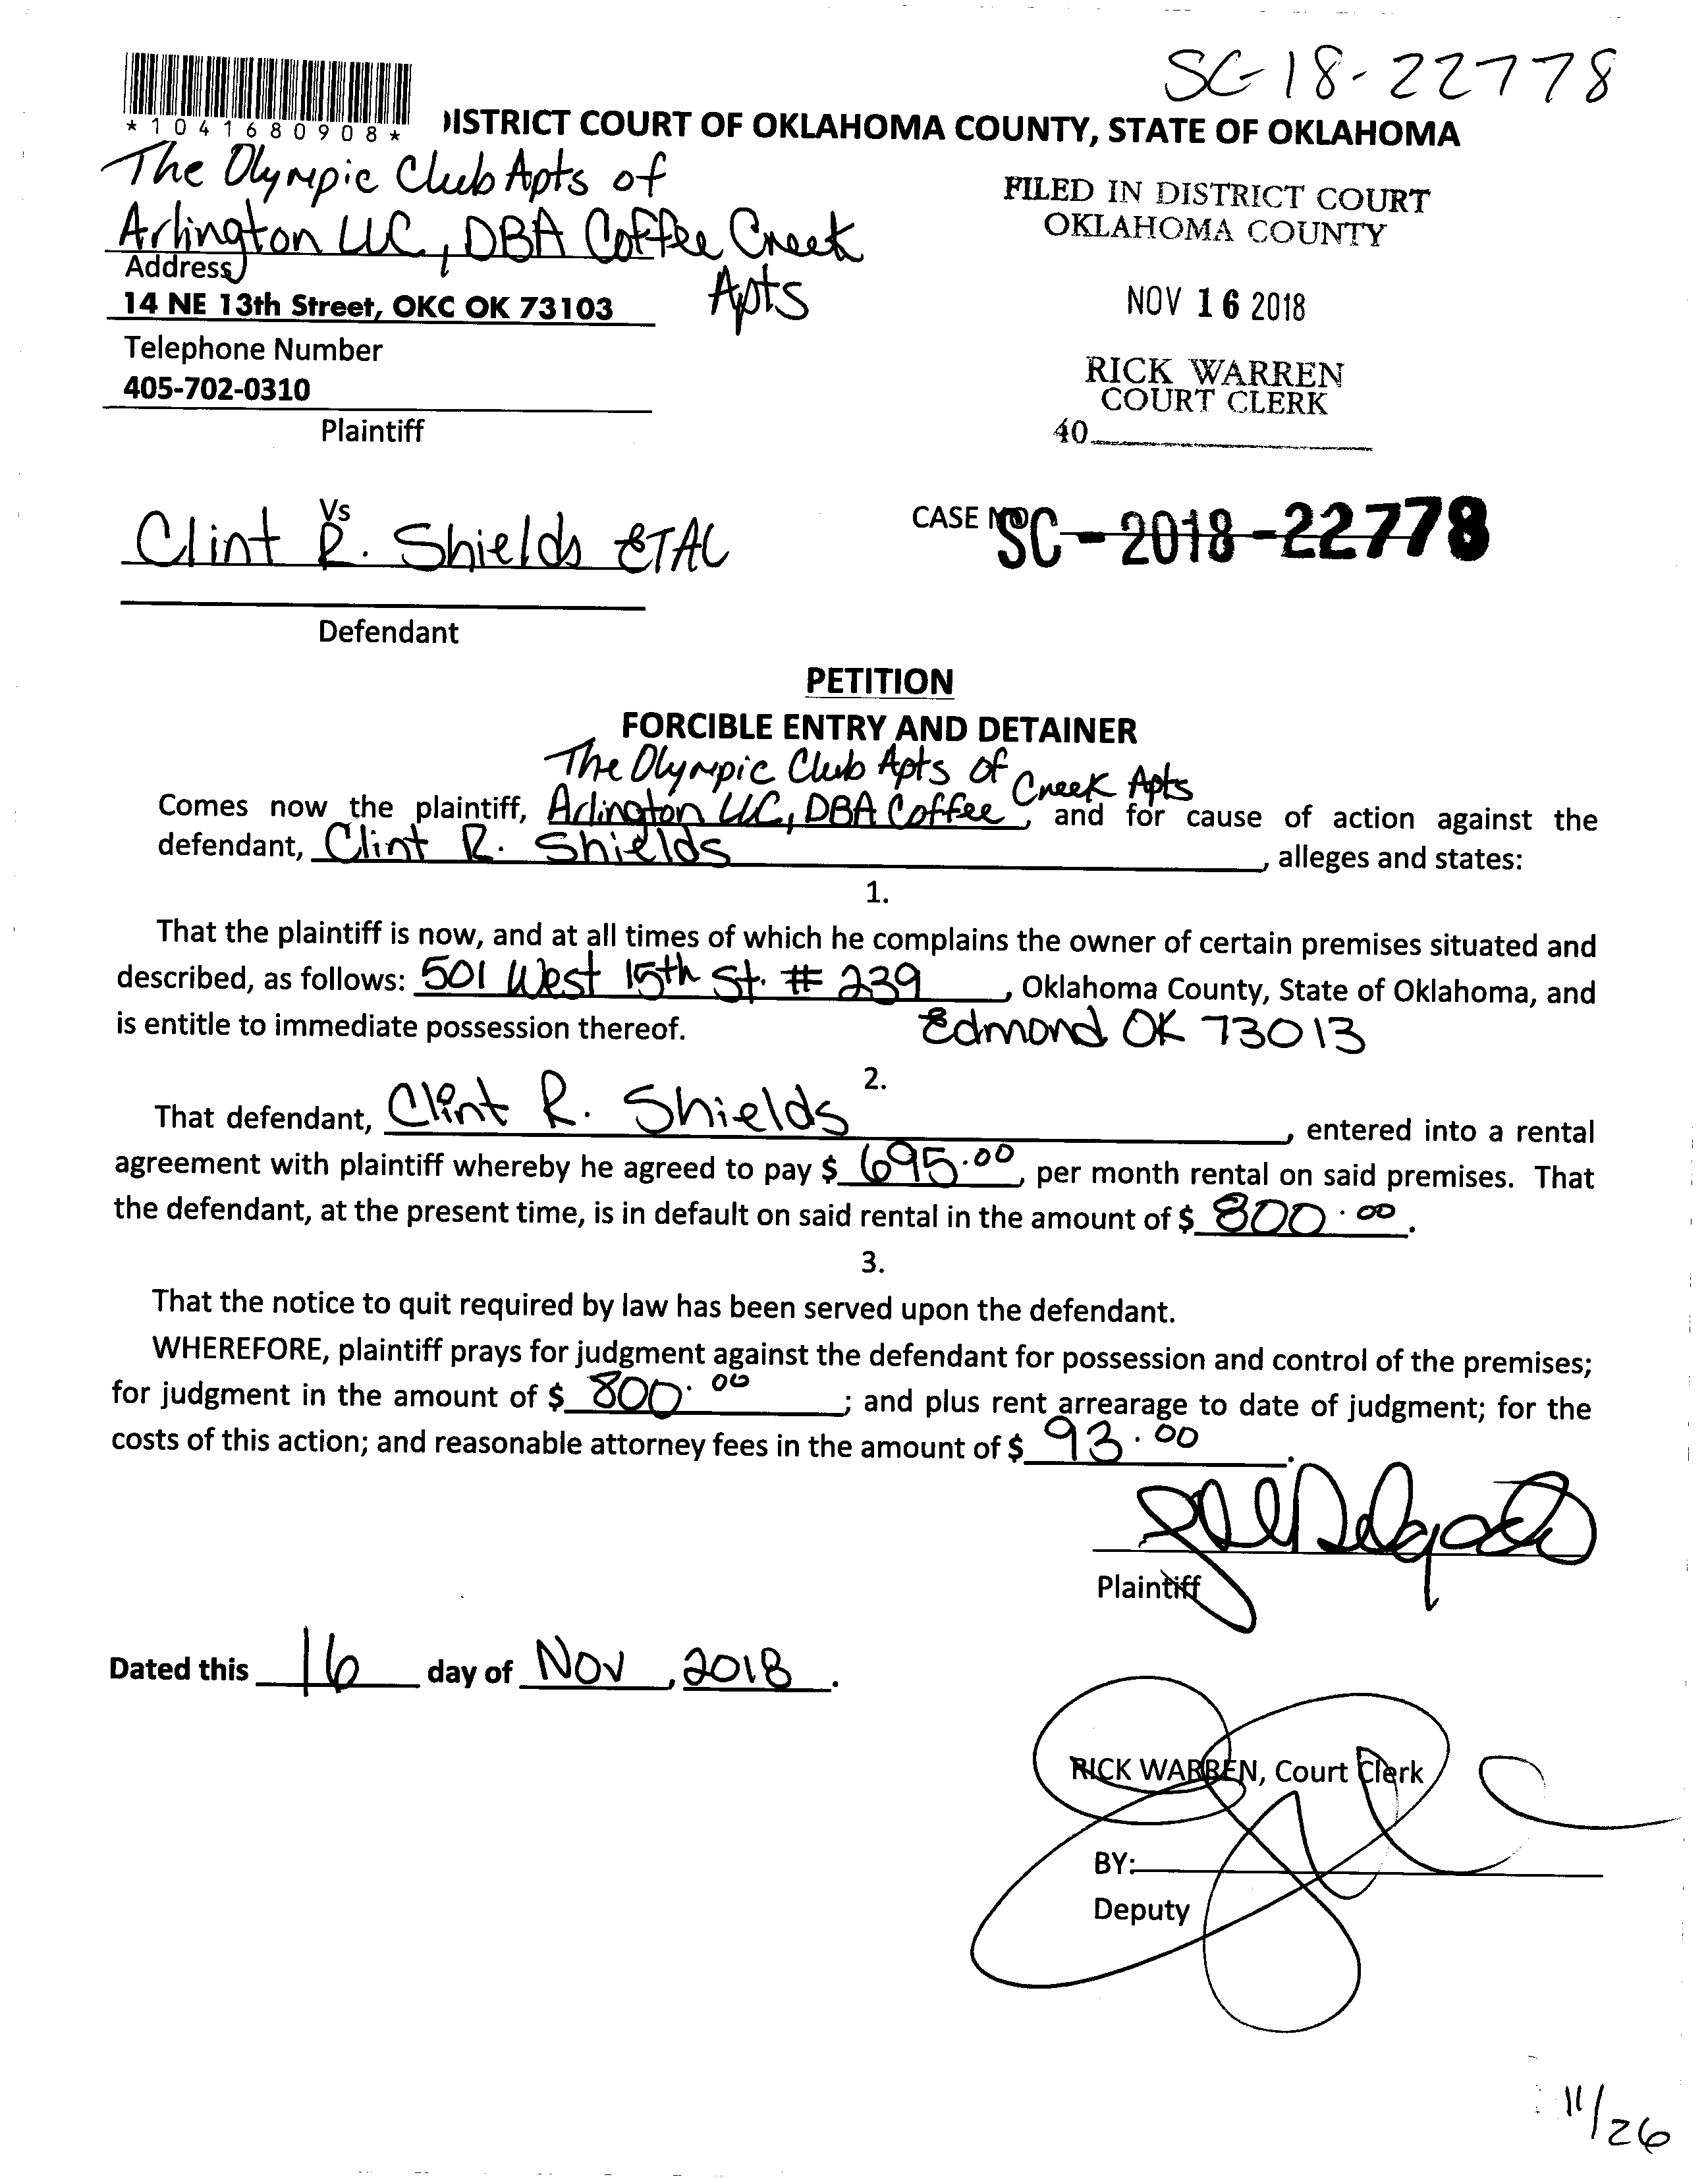 SC-18-22778
*1041680908*
DISTRICT COURT OF OKLAHOMA COUNTY, STATE OF OKLAHOMA
The Olympic Club Apts of
Arlington LLC, DBA Coffee Creek
Apts
Address
14 NE 13th Street, OKC OK 73103
Telephone Number
405-702-0310
Plaintiff
FILED IN DISTRICT COURT
OKLAHOMA COUNTY
NOV 16 2018
RICK WARREN
COURT CLERK
40
Vs
Clint R. Shields ETAL
Defendant
CASE NO SC-2018-22778
PETITION
FORCIBLE ENTRY AND DETAINER
The Olympic Club Apts of Creek Apts
Comes now the plaintiff, Arlington LLC, DBA Coffee, and for cause of action against the
defendant, Clint R. Shields, alleges and states:
1.
That the plaintiff is now, and at all times of which he complains the owner of certain premises situated and
described, as follows: 501 West 15th St. # 239, Oklahoma County, State of Oklahoma, and
is entitle to immediate possession thereof. Edmond OK 73013
2.
That defendant, Clint R. Shields, entered into a rental
agreement with plaintiff whereby he agreed to pay $ 695.00, per month rental on said premises. That
the defendant, at the present time, is in default on said rental in the amount of $ 800.00.
3.
That the notice to quit required by law has been served upon the defendant.
WHEREFORE, plaintiff prays for judgment against the defendant for possession and control of the premises;
for judgment in the amount of $ 800.00; and plus rent arrearage to date of judgment; for the
costs of this action; and reasonable attorney fees in the amount of $ 93.00.
Plaintiff
Dated this 16 day of Nov, 2018.
RICK WARREN, Court Clerk
BY:
Deputy
11/26